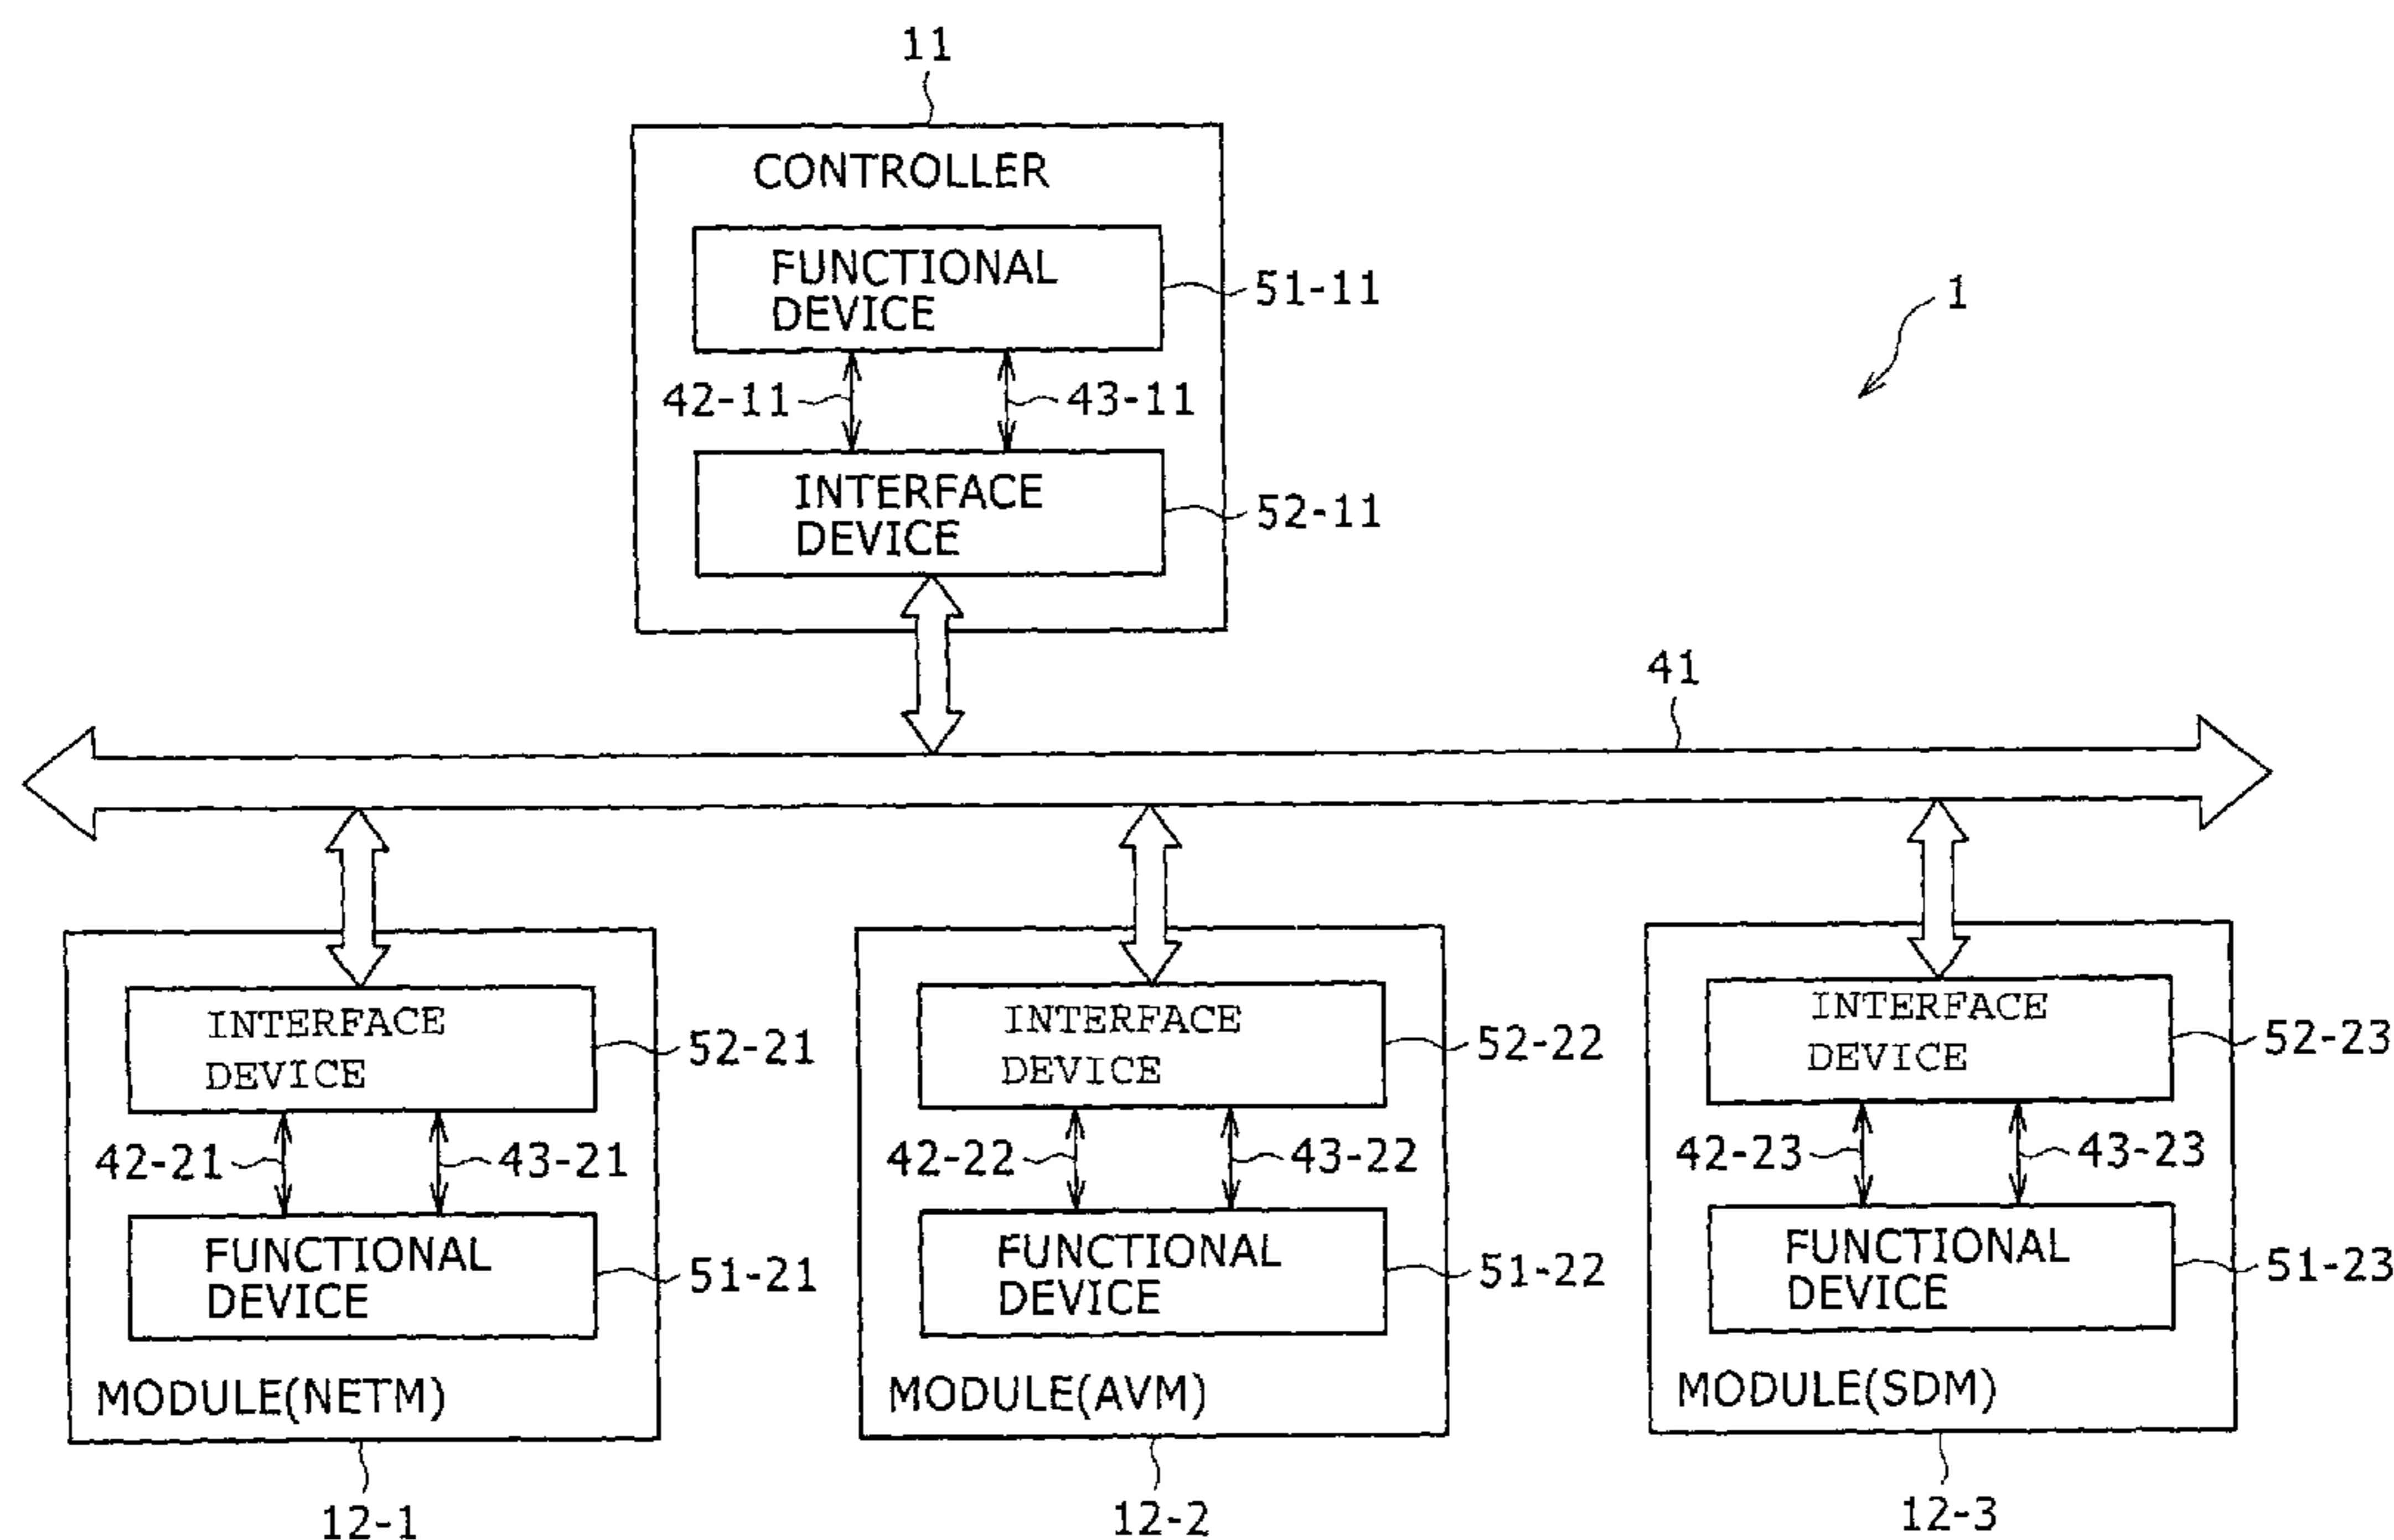 11
CONTROLLER
FUNCTIONAL
DEVICE
51-11
1
42-11
43-11
INTERFACE
DEVICE
52-11
41
INTERFACE
DEVICE
52-21
42-21
43-21
FUNCTIONAL
DEVICE
51-21
MODULE(NETM)
12-1
INTERFACE
DEVICE
52-22
42-22
43-22
FUNCTIONAL
DEVICE
51-22
MODULE(AVM)
12-2
INTERFACE
DEVICE
52-23
42-23
43-23
FUNCTIONAL
DEVICE
51-23
MODULE(SDM)
12-3